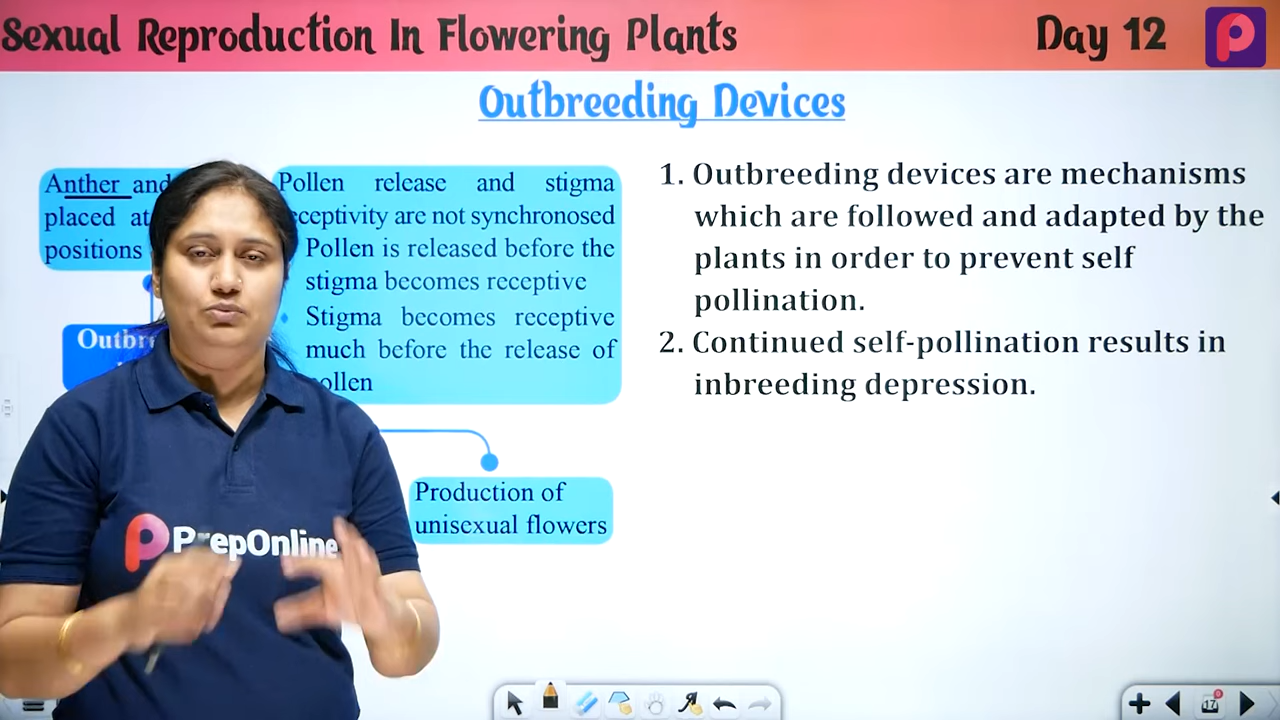 Sexual Reproduction In Flowering Plants
Day 12
Outbreeding Devices
Anther and
placed at
positions
Pollen release and stigma
receptivity are not synchronosed
Pollen is released before the
stigma becomes receptive
• Stigma becomes receptive
much before the release of
pollen
Production of
unisexual flowers
1. Outbreeding devices are mechanisms
which are followed and adapted by the
plants in order to prevent self
pollination.
2. Continued self-pollination results in
inbreeding depression.
PrepOnline
17